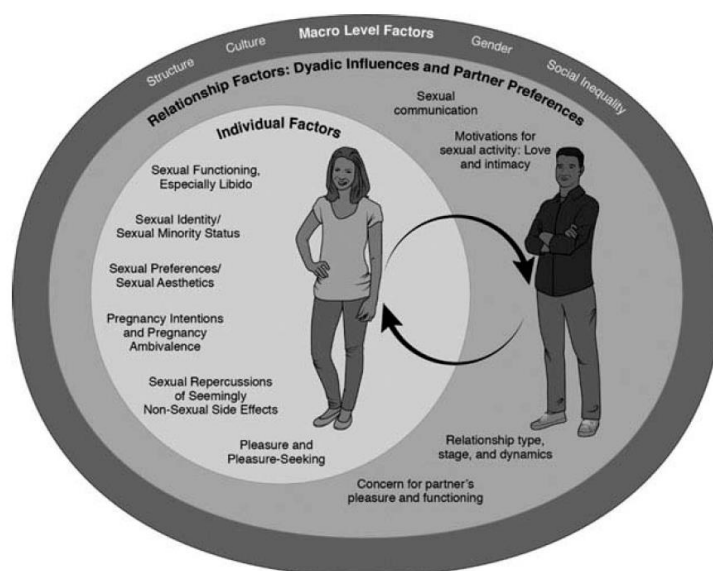 Macro Level Factors
Structure
Culture
Gender
Social Inequality
Relationship Factors: Dyadic Influences and Partner Preferences
Individual Factors
Sexual Functioning,
Especially Libido
Sexual Identity/
Sexual Minority Status
Sexual Preferences/
Sexual Aesthetics
Pregnancy Intentions
and Pregnancy
Ambivalence
Sexual Repercussions
of Seemingly
Non-Sexual Side Effects
Pleasure and
Pleasure-Seeking
Sexual
communication
Motivations for
sexual activity: Love
and intimacy
Relationship type,
stage, and dynamics
Concern for partner's
pleasure and functioning